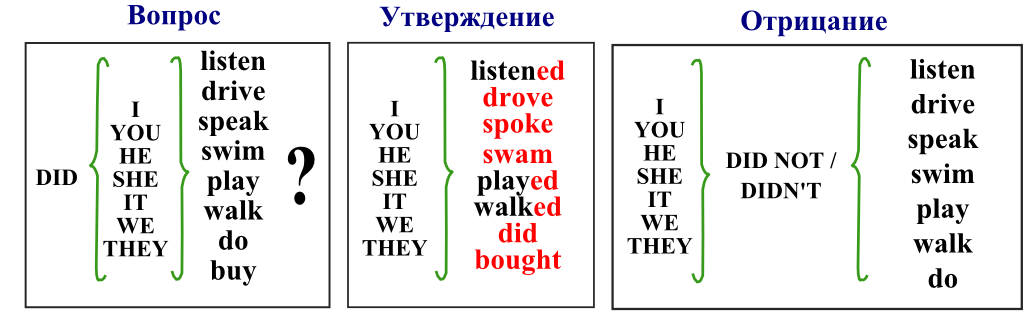 Вопрос
DID
I
YOU
HE
SHE
IT
WE
THEY
listen
drive
speak
swim
play
walk
do
buy
?
Утверждение
I
YOU
HE
SHE
IT
WE
THEY
listened
drove
spoke
swam
played
walked
did
bought
Отрицание
I
YOU
HE
SHE
IT
WE
THEY
DID NOT /
DIDN'T
listen
drive
speak
swim
play
walk
do